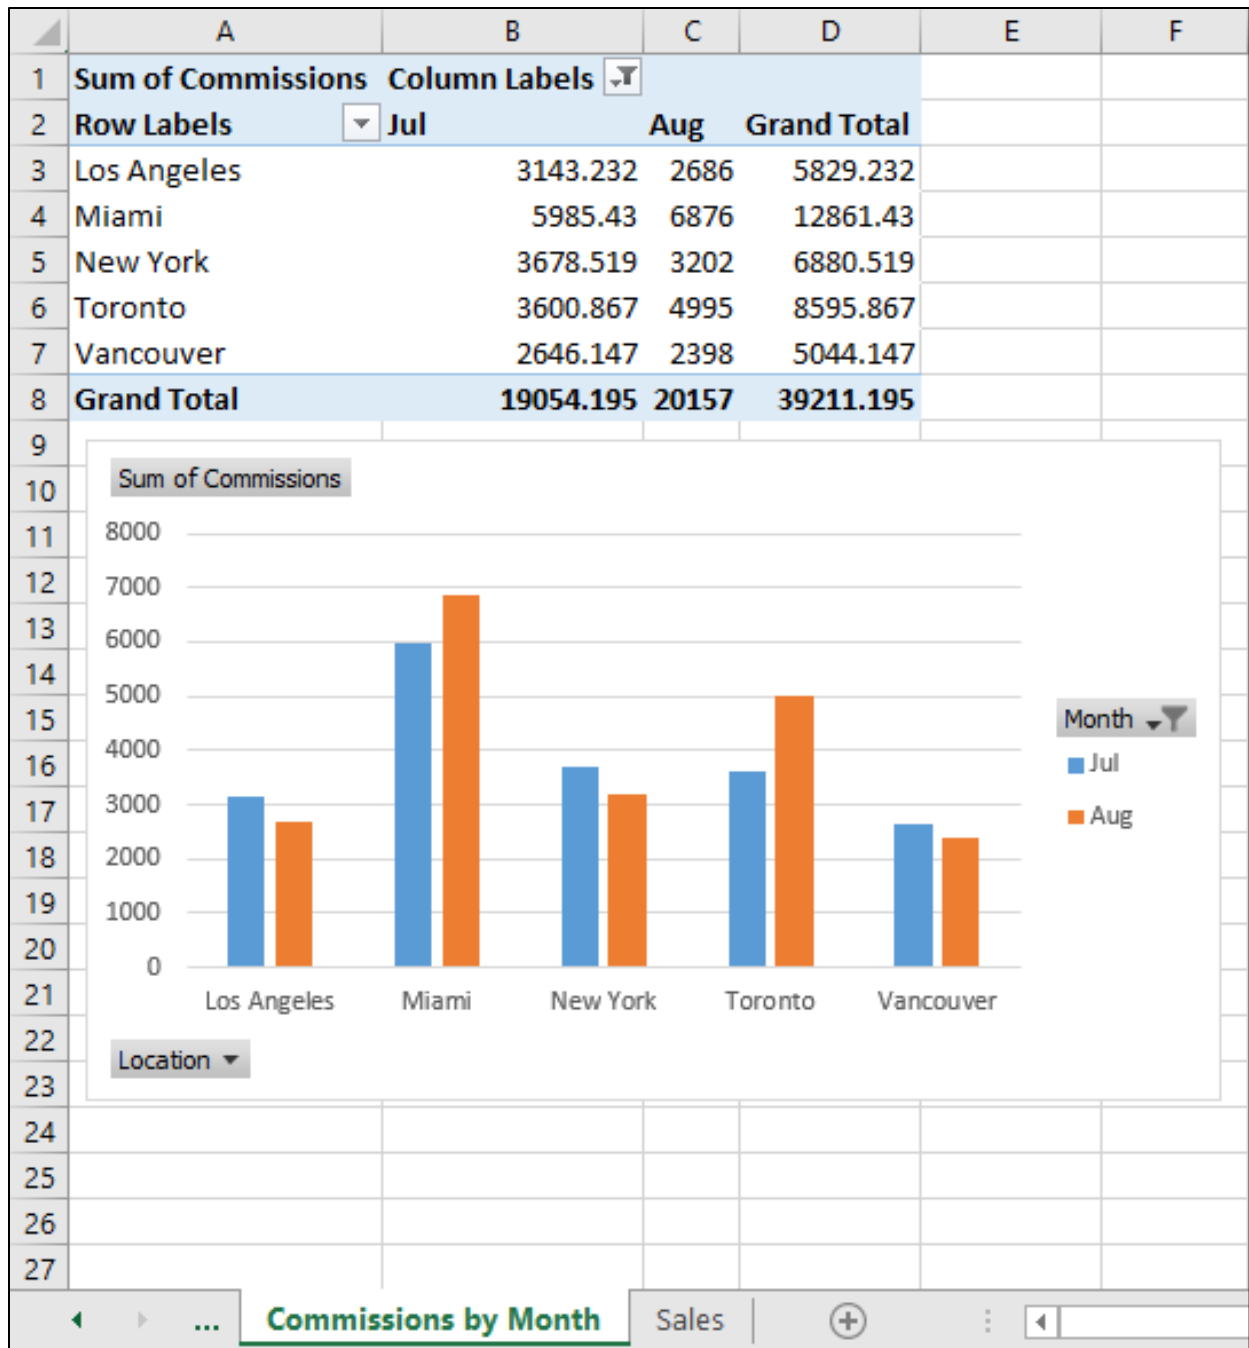 A B C D E F
1 Sum of Commissions Column Labels
2 Row Labels Jul Aug Grand Total
3 Los Angeles 3143.232 2686 5829.232
4 Miami 5985.43 6876 12861.43
5 New York 3678.519 3202 6880.519
6 Toronto 3600.867 4995 8595.867
7 Vancouver 2646.147 2398 5044.147
8 Grand Total 19054.195 20157 39211.195
9
10 Sum of Commissions
11 8000
12 7000
13 6000
14 5000
15 4000 Month
16 3000 Jul
17 2000 Aug
18 1000
19 0
20
21 Los Angeles Miami New York Toronto Vancouver
22 Location
23
24
25
26
27
... Commissions by Month Sales